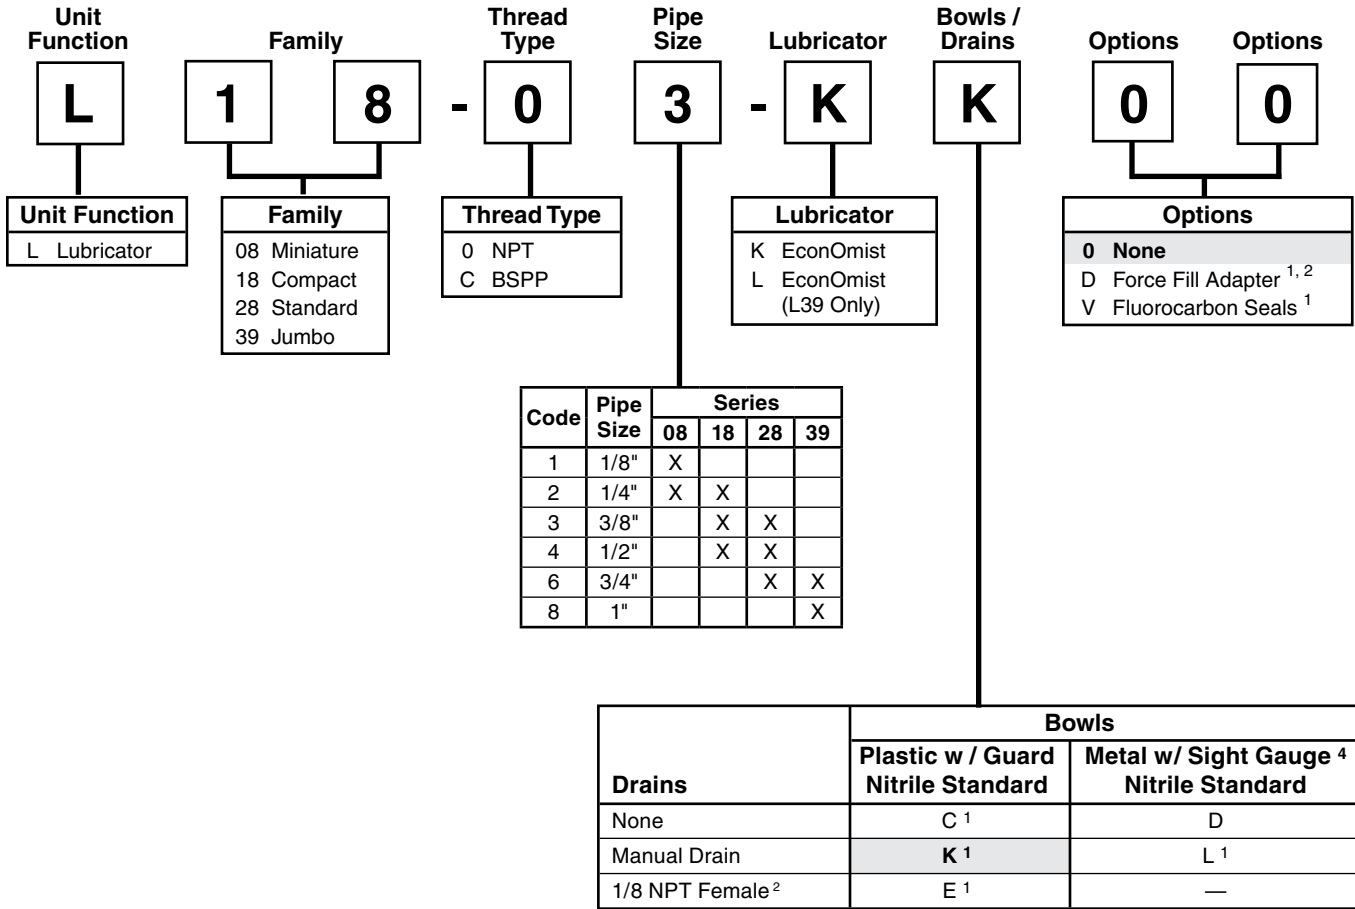 Unit Function
Family
Thread Type
Pipe Size
Lubricator
Bowls / Drains
Options
Options
L 1 8 - 0 3 - K K 0 0
Unit Function
L Lubricator
Family
08 Miniature
18 Compact
28 Standard
39 Jumbo
Thread Type
0 NPT
C BSPP
Lubricator
K EconOmist
L EconOmist
(L39 Only)
Options
0 None
D Force Fill Adapter 1, 2
V Fluorocarbon Seals 1
Code Pipe Size Series
08 18 28 39
1 1/8" X
2 1/4" X X
3 3/8" X X
4 1/2" X X
6 3/4" X X
8 1" X
Bowls
Drains
Plastic w / Guard Nitrile Standard
Metal w/ Sight Gauge 4 Nitrile Standard
None C 1 D
Manual Drain K 1 L 1
1/8 NPT Female 2 E 1 —